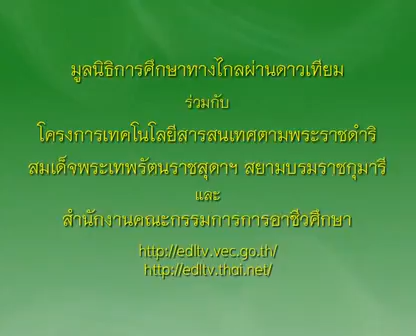 มูลนิธิการศึกษาทางไกลผ่านดาวเทียม
ร่วมกับ
โครงการเทคโนโลยีสารสนเทศตามพระราชดำริ
สมเด็จพระเทพรัตนราชสุดาฯ สยามบรมราชกุมารี
และ
สำนักงานคณะกรรมการการอาชีวศึกษา
http://edltv.vec.go.th/
http://edltv.thai.net/